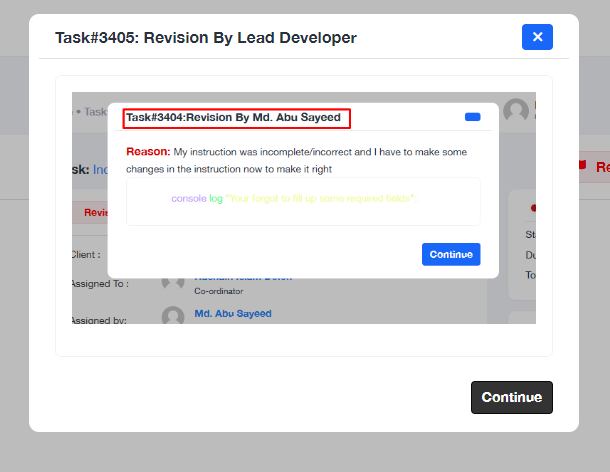 Task#3405: Revision By Lead Developer
• Task
Task#3404:Revision By Md. Abu Sayeed
sk: Inc
Reason: My instruction was incomplete/incorrect and I have to make some
changes in the instruction now to make it right
Re
Revi
console log "Your forgot to fill up some required fields".
Sta
Client :
Continue
Du
Assigned To :
To
Co-ordinator
Assigned by:
Md. Abu Sayeed
Continue